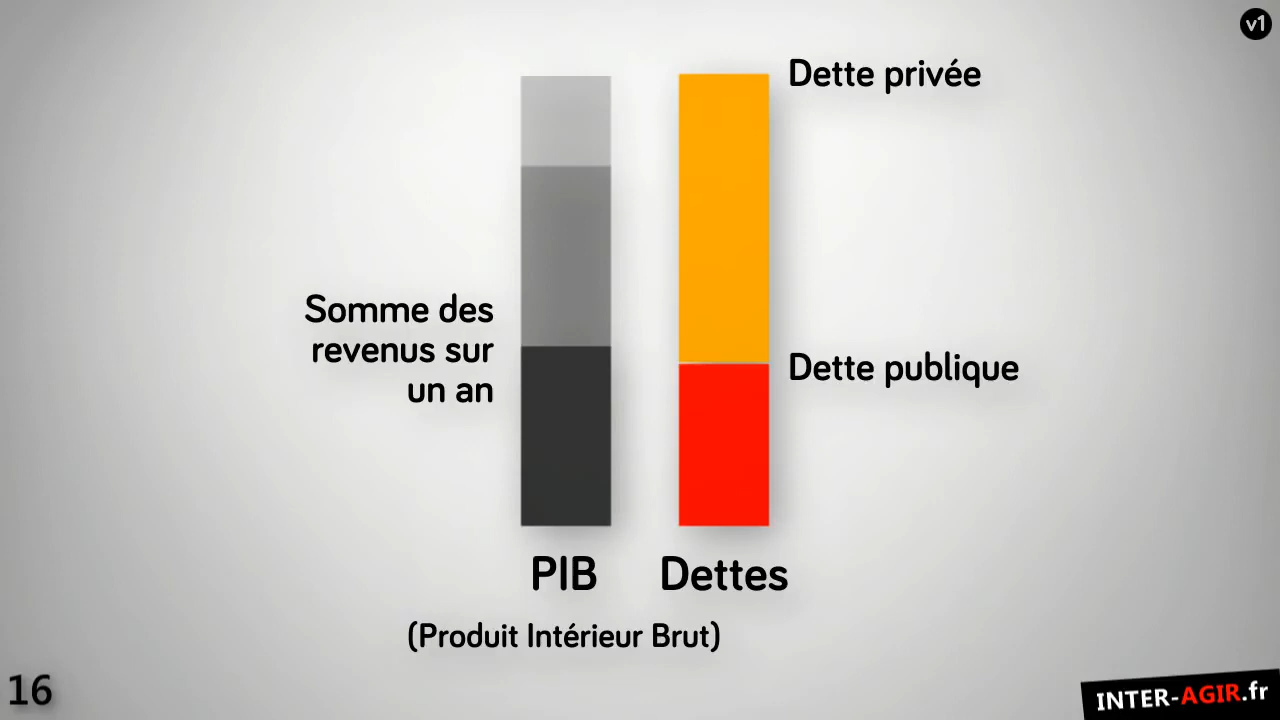 v1
Dette privée
Somme des
revenus sur
un an
Dette publique
PIB
Dettes
(Produit Intérieur Brut)
16
INTER-AGIR.fr